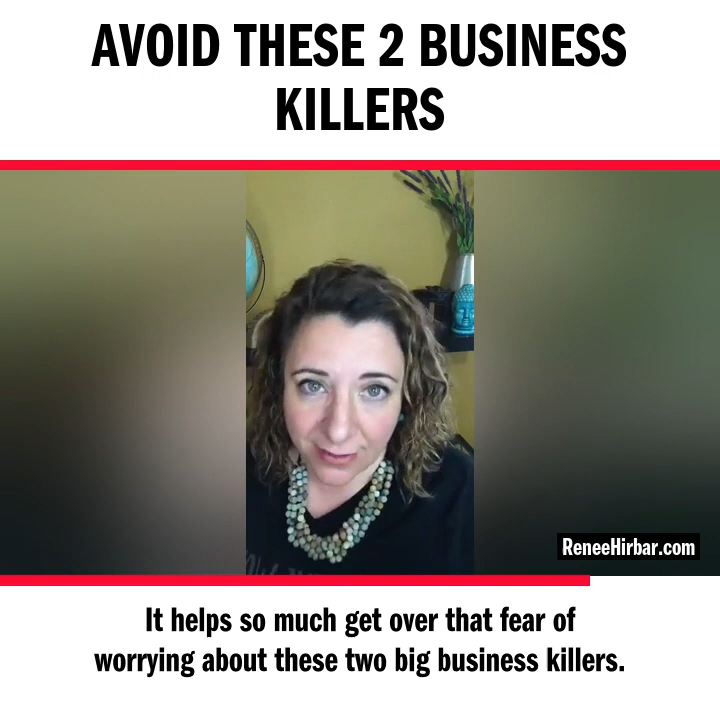 AVOID THESE 2 BUSINESS
KILLERS
ReneeHirbar.com
It helps so much get over that fear of
worrying about these two big business killers.